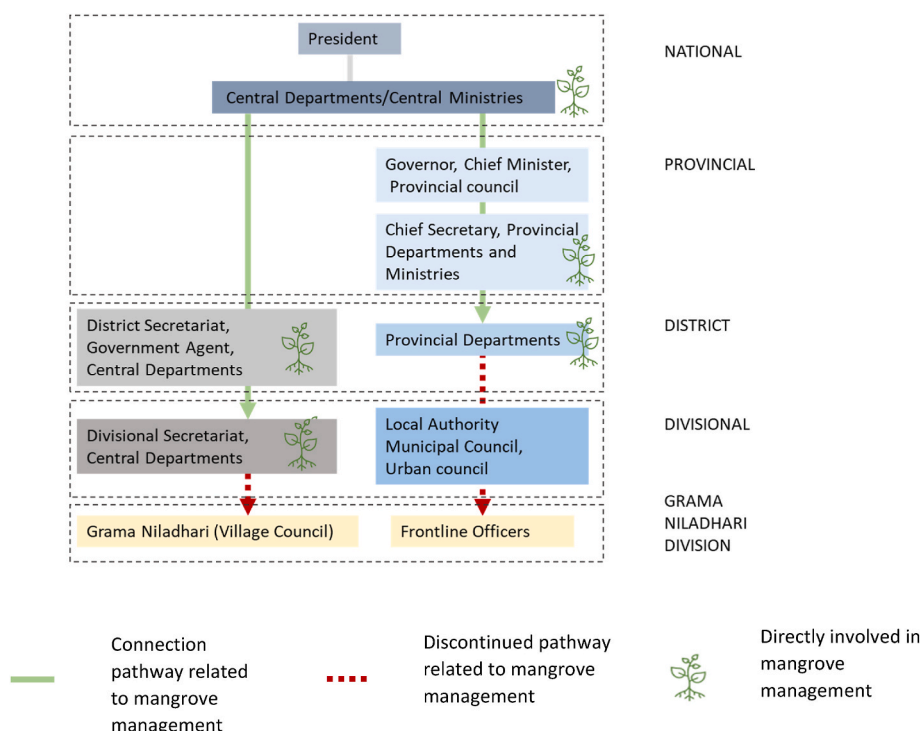 President
NATIONAL
Central Departments/Central Ministries
Governor, Chief Minister,
Provincial council
PROVINCIAL
Chief Secretary, Provincial
Departments and
Ministries
District Secretariat,
Government Agent,
Central Departments
Provincial Departments
DISTRICT
Divisional Secretariat,
Central Departments
Local Authority
Municipal Council,
Urban council
DIVISIONAL
Grama Niladhari (Village Council)
Frontline Officers
GRAMA
NILADHARI
DIVISION
Connection
pathway related
to mangrove
management
Discontinued pathway
related to mangrove
management
Directly involved in
mangrove
management